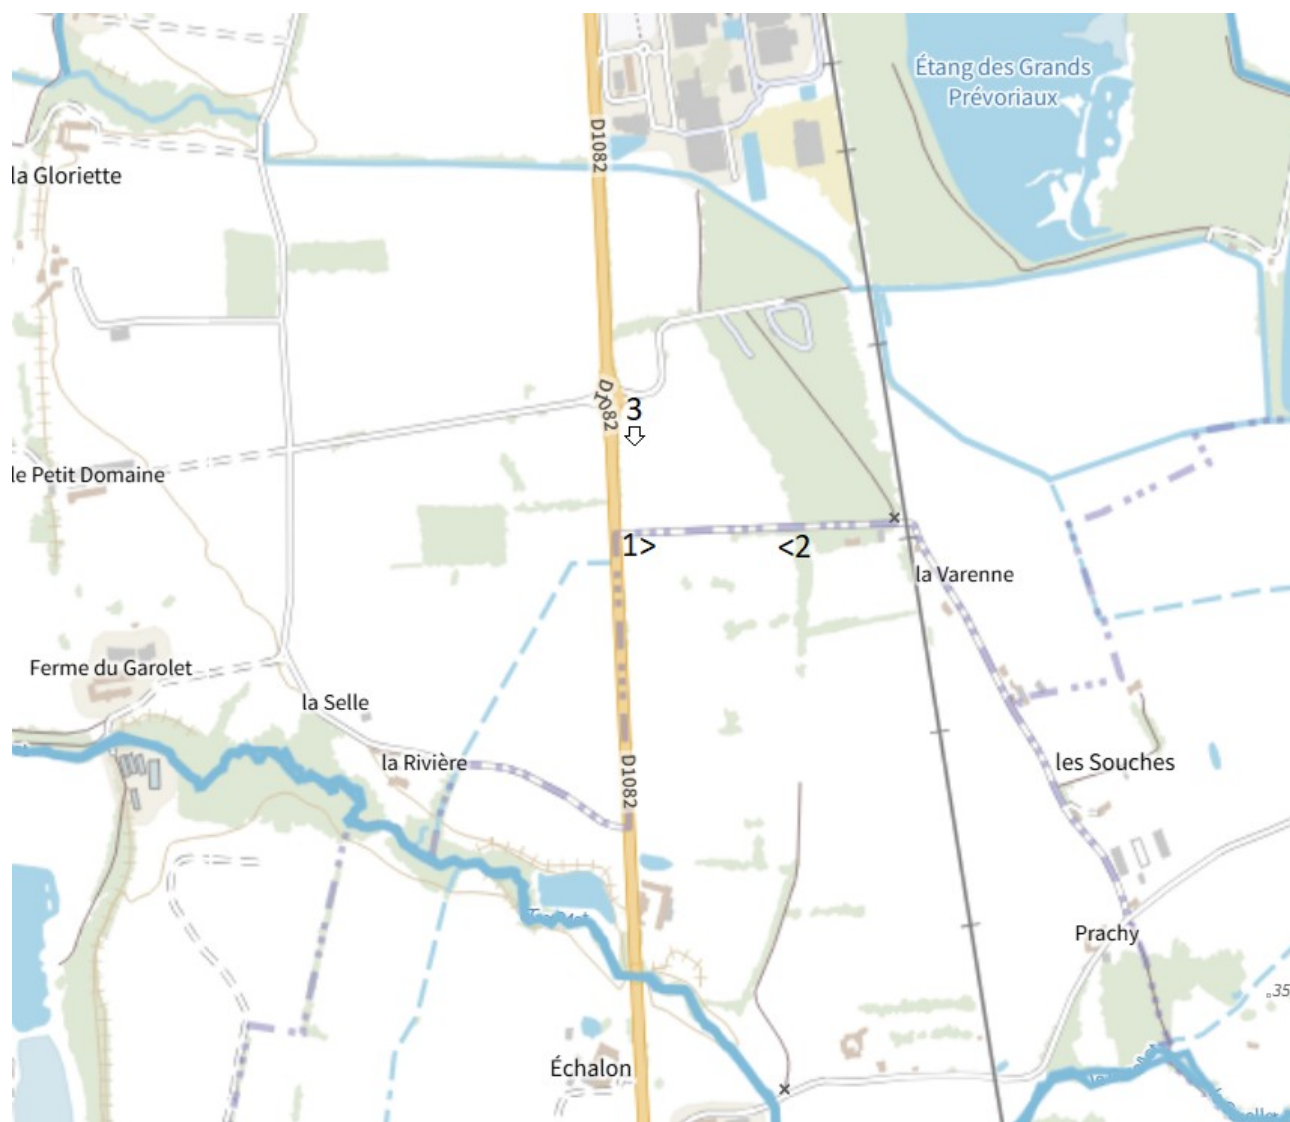 Étang des Grands
Prévoriaux
D1082
la Gloriette
D1082
3
le Petit Domaine
1>
<2
la Varenne
Ferme du Garolet
la Selle
la Rivière
D1082
les Souches
Prachy
35
Échalon